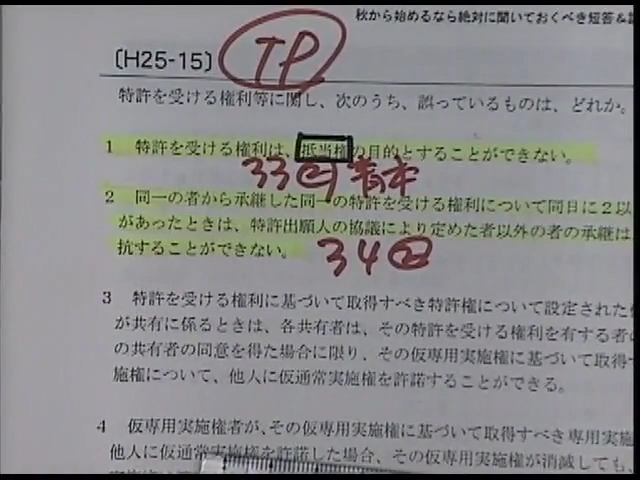 秋から始めるなら絶対に聞いておくべき短答&
〔H25-15〕 TP
特許を受ける権利等に関し、次のうち、誤っているものは、どれか。
1 特許を受ける権利は、抵当権の目的とすることができない。
33② 青本
2 同一の者から承継した同一の特許を受ける権利について同日に2以
があったときは、特許出願人の協議により定めた者以外の者の承継は
抗することができない。 34②
3 特許を受ける権利に基づいて取得すべき特許権について設定された
が共有に係るときは、各共有者は、その特許を受ける権利を有する者の
の共有者の同意を得た場合に限り、その仮専用実施権に基づいて取得
施権について、他人に仮通常実施権を許諾することができる。
4 仮専用実施権者が、その仮専用実施権に基づいて取得すべき専用実施
他人に仮通常実施権を許諾した場合、その仮専用実施権が消滅しても、